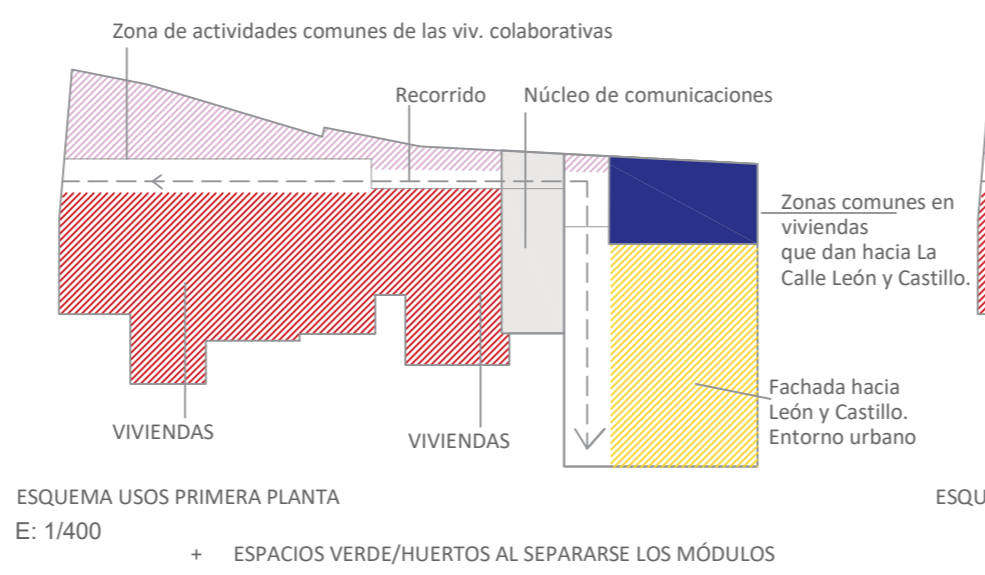 Zona de actividades comunes de las viv. colaborativas
Recorrido
Núcleo de comunicaciones
Zonas comunes en
viviendas
que dan hacia La
Calle León y Castillo.
Fachada hacia
León y Castillo.
Entorno urbano
VIVIENDAS
VIVIENDAS
ESQUEMA USOS PRIMERA PLANTA
ESQU
E: 1/400
+ ESPACIOS VERDE/HUERTOS AL SEPARARSE LOS MÓDULOS